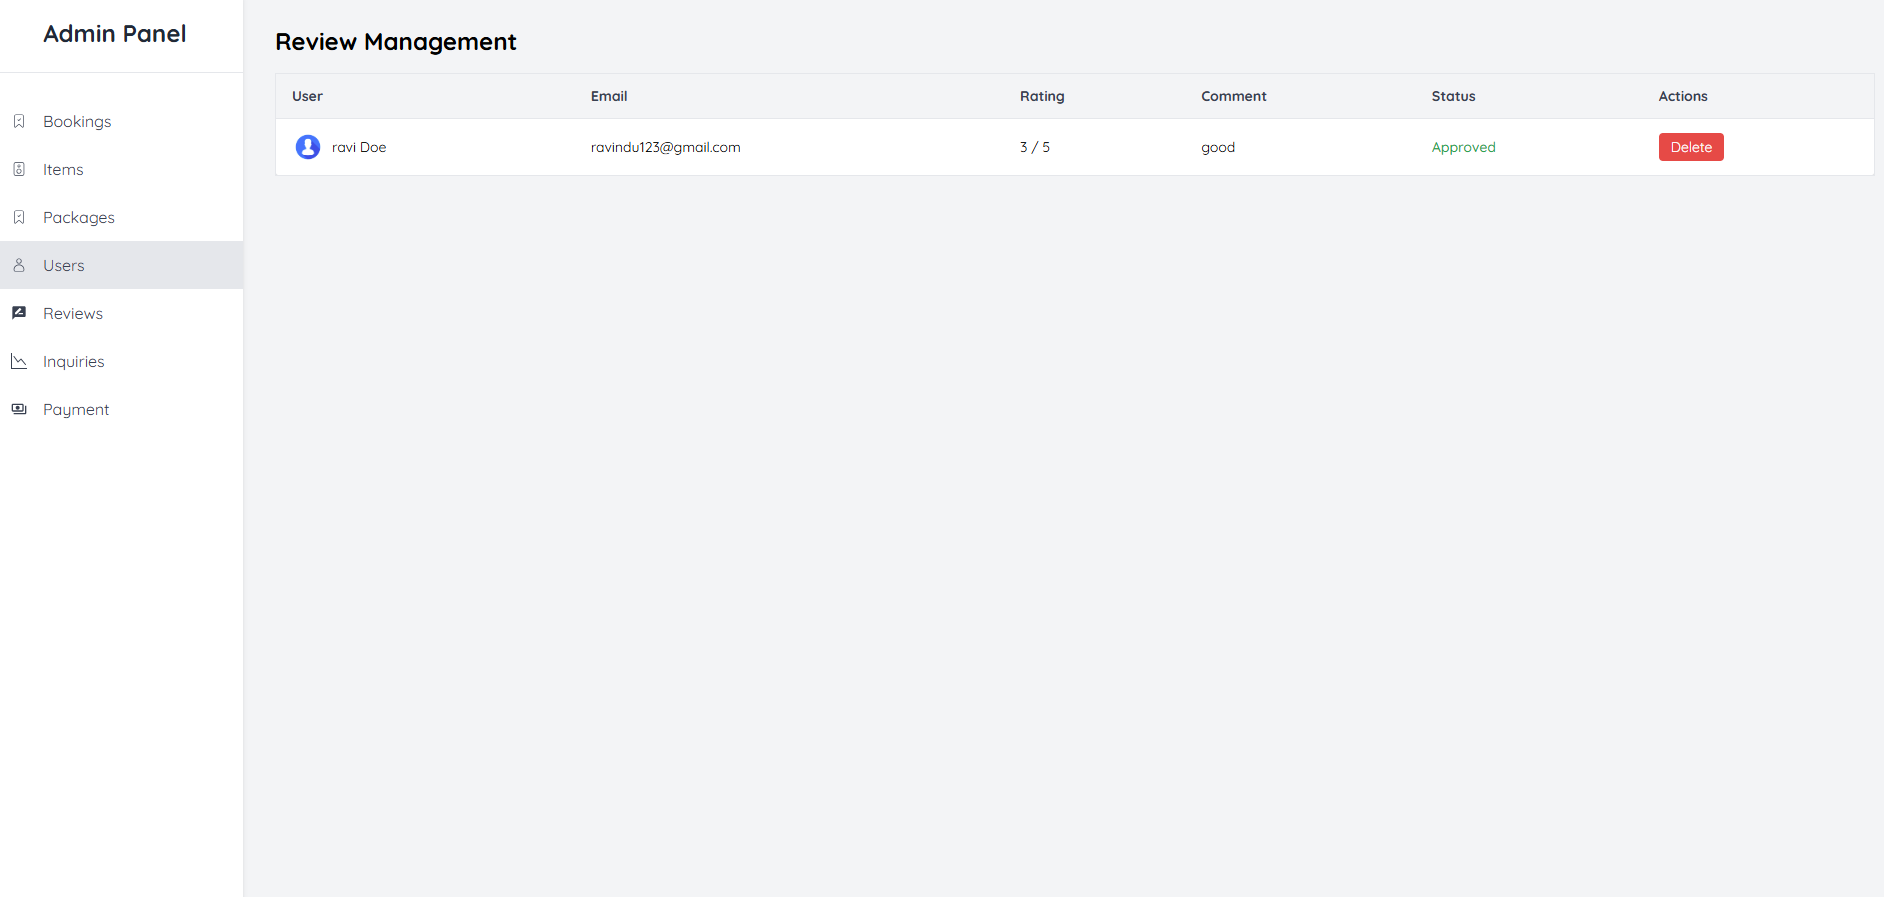 Admin Panel
Bookings
Items
Packages
Users
Reviews
Inquiries
Payment
Review Management
User Email Rating Comment Status Actions
ravi Doe ravindu123@gmail.com 3 / 5 good Approved Delete